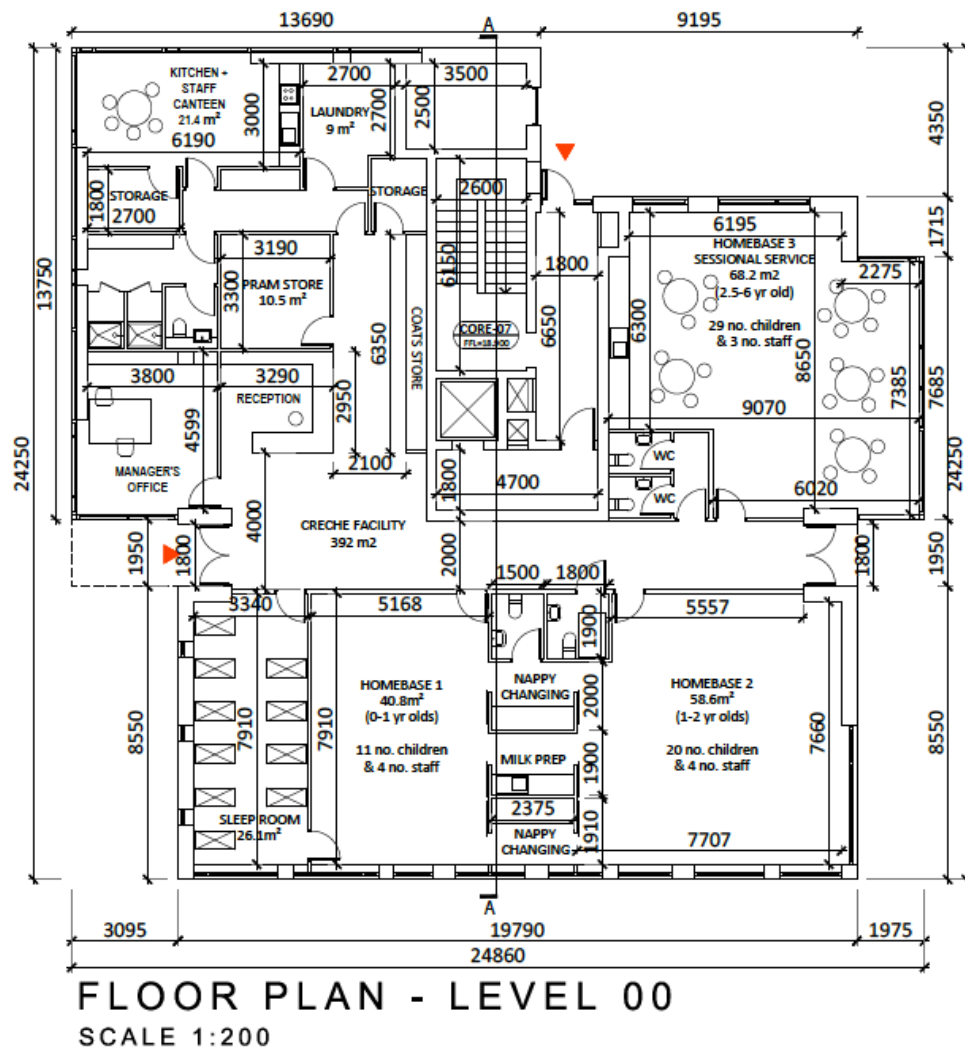 13690
A
9195
KITCHEN +
STAFF
CANTEEN
21.4 m²
6190
3000
2700
LAUNDRY
9 m²
2700
3500
2500
4350
1800
STORAGE
2700
STORAGE
2600
1715
6195
HOMEBASE 3
SESSIONAL SERVICE
68.2 m2
(2.5-6 yr old)
29 no. children
& 3 no. staff
2275
3190
PRAM STORE
10.5 m²
3300
6150
1800
13750
6350
COATS STORE
CORE-07
FFL=18.900
6650
6300
8650
7385
7685
3800
3290
RECEPTION
2950
9070
4599
24250
24250
MANAGER'S
OFFICE
2100
1800
4700
WC
WC
6020
4000
CRECHE FACILITY
392 m2
2000
1950
1800
1800
1950
1500
1800
3340
5168
5557
1900
HOMEBASE 1
40.8m²
(0-1 yr olds)
11 no. children
& 4 no. staff
NAPPY
CHANGING
2000
HOMEBASE 2
58.6m²
(1-2 yr olds)
20 no. children
& 4 no. staff
8550
7910
7910
7660
8550
MILK PREP
1900
SLEEP ROOM
26.1m²
2375
NAPPY
CHANGING
1910
7707
A
3095
19790
1975
24860
FLOOR PLAN - LEVEL 00
SCALE 1:200